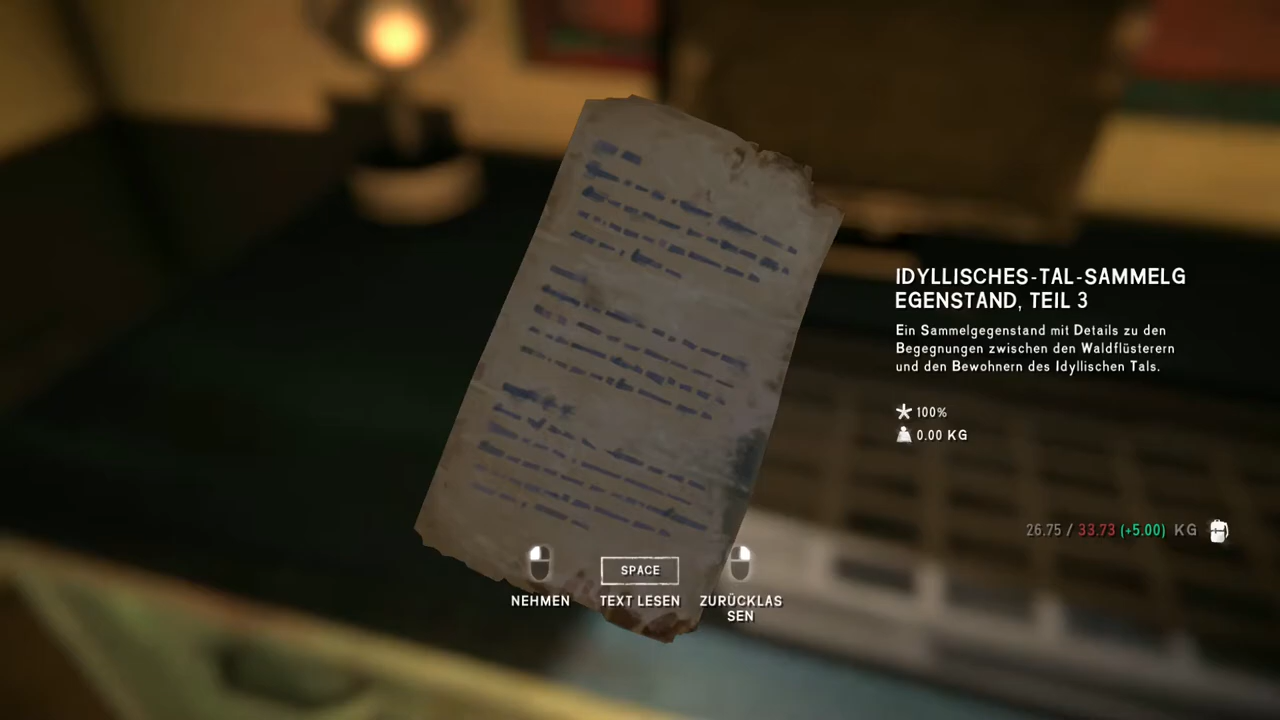 IDYLLISCHES-TAL-SAMMELG
EGENSTAND, TEIL 3
Ein Sammelgegenstand mit Details zu den
Begegnungen zwischen den Waldflüsterern
und den Bewohnern des Idyllischen Tals.
100%
0.00 KG
26.75 / 33.73 (+5.00) KG
SPACE
NEHMEN TEXT LESEN ZURÜCKLAS
SEN